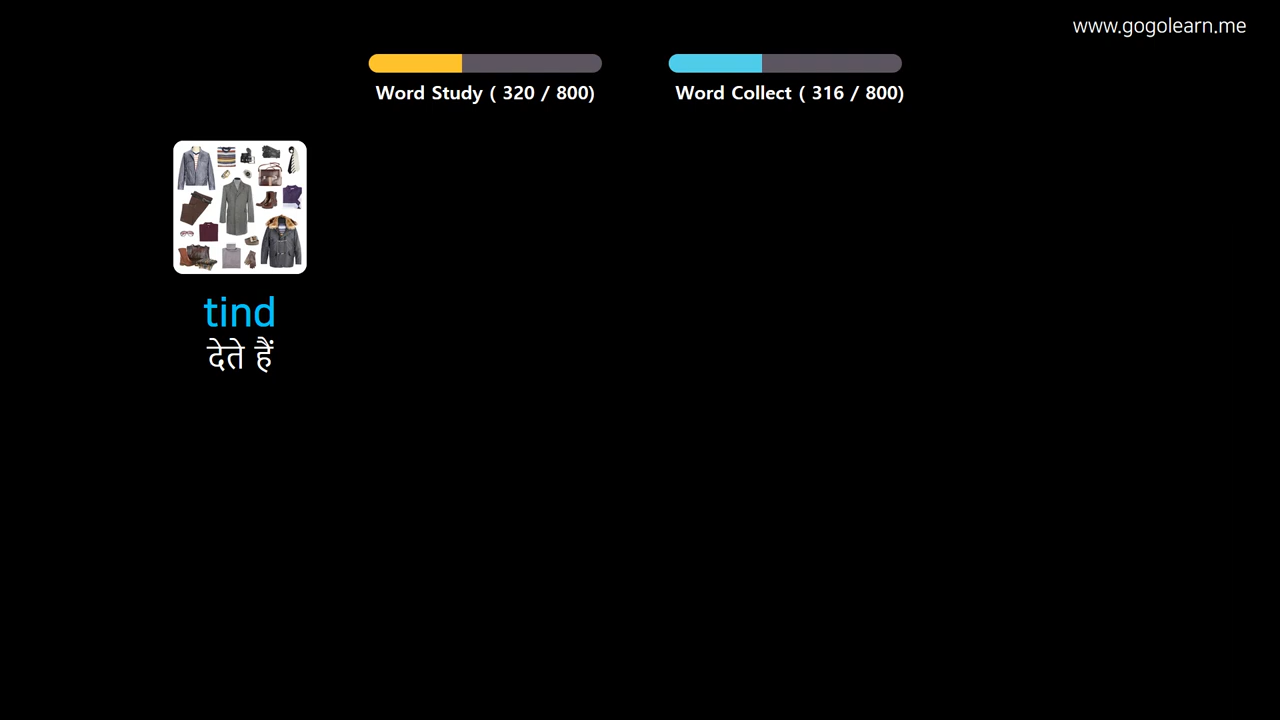 www.gogolearn.me
Word Study ( 320 / 800)
Word Collect ( 316 / 800)
tind
देते हैं